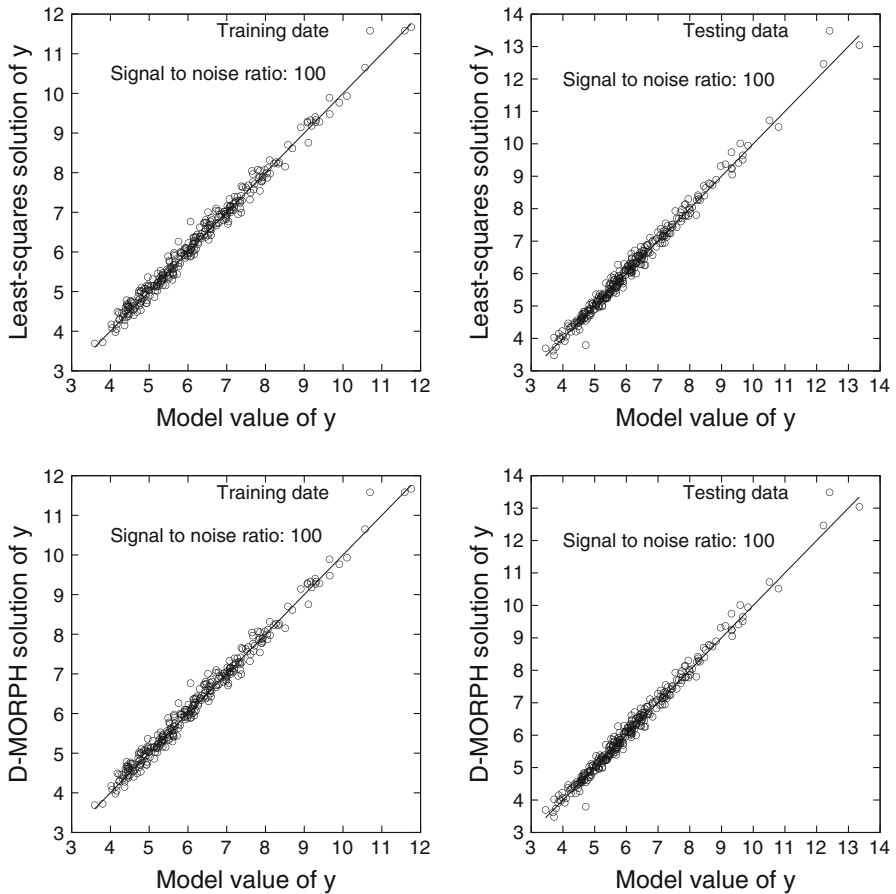 12
11
10
9
8
7
6
5
4
3
Least-squares solution of y
Training date
Signal to noise ratio: 100
3 4 5 6 7 8 9 10 11 12
Model value of y
14
13
12
11
10
9
8
7
6
5
4
3
Least-squares solution of y
Testing data
Signal to noise ratio: 100
3 4 5 6 7 8 9 10 11 12 13 14
Model value of y
12
11
10
9
8
7
6
5
4
3
D-MORPH solution of y
Training date
Signal to noise ratio: 100
3 4 5 6 7 8 9 10 11 12
Model value of y
14
13
12
11
10
9
8
7
6
5
4
3
D-MORPH solution of y
Testing data
Signal to noise ratio: 100
3 4 5 6 7 8 9 10 11 12 13 14
Model value of y